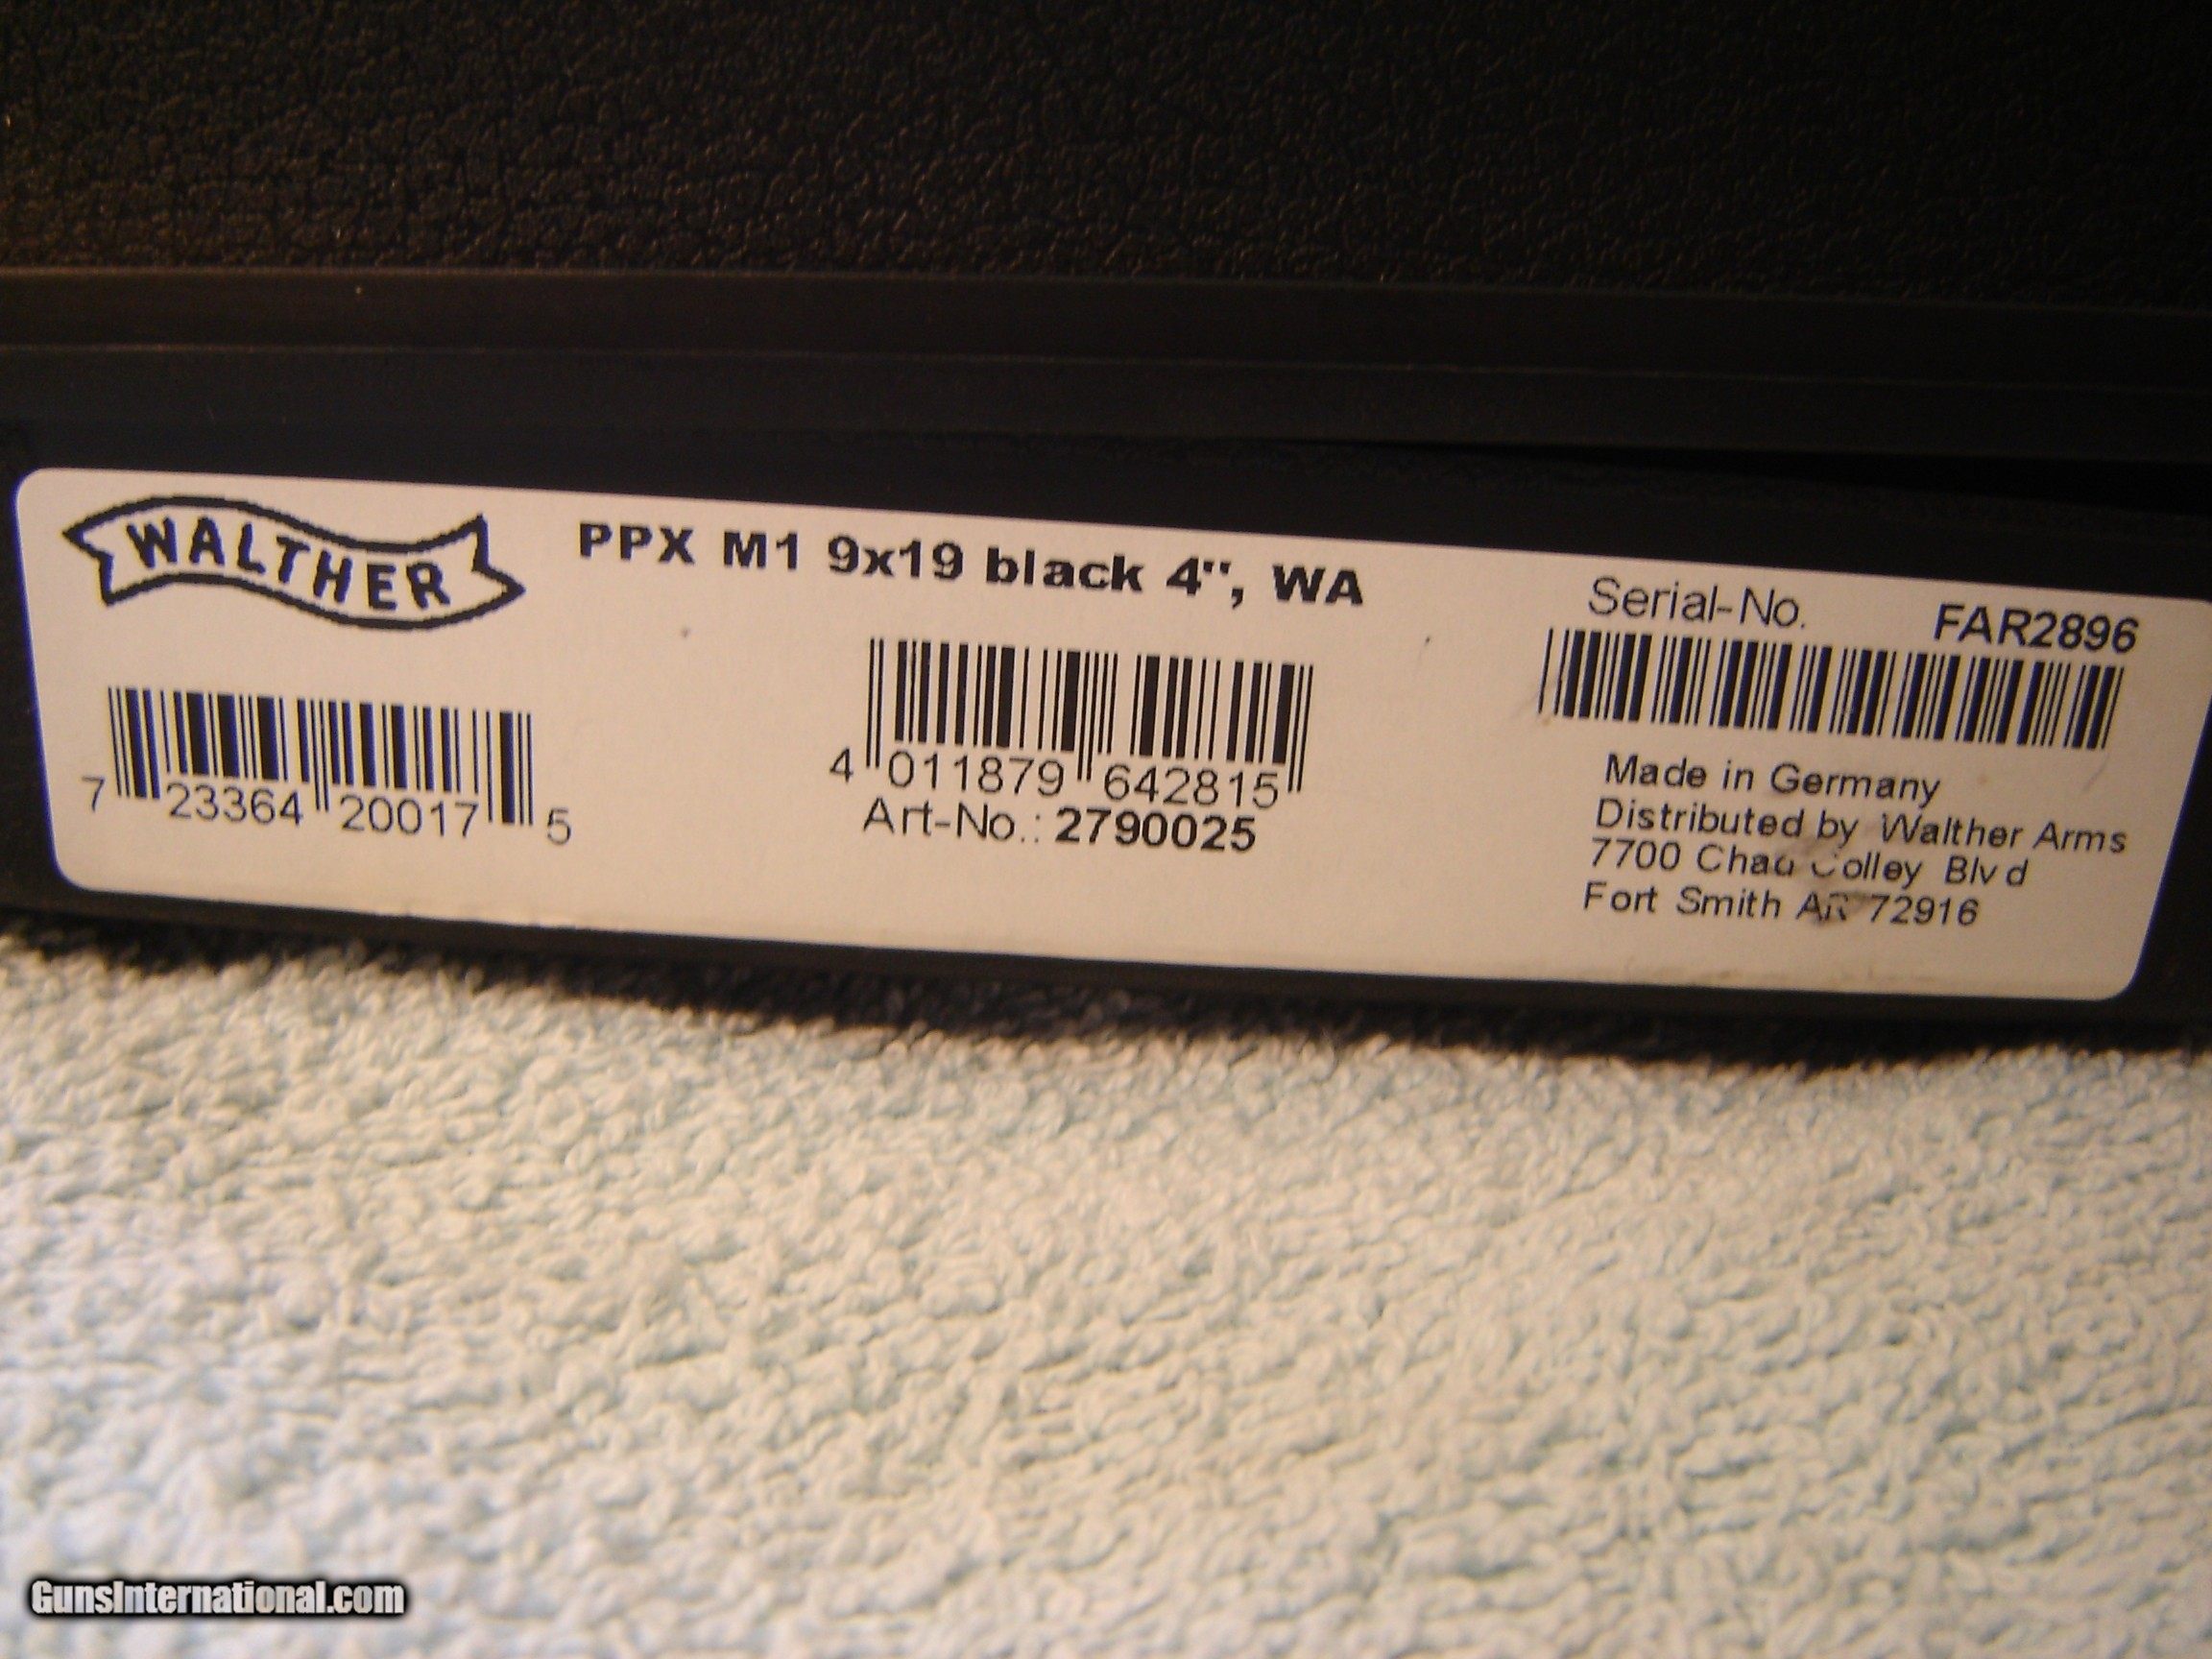 WALTHER
PPX M1 9x19 black 4", WA
Serial-No. FAR2896
7 23364 20017 5
4 011879 642815
Art-No.: 2790025
Made in Germany
Distributed by Walther Arms
7700 Chad Colley Blvd
Fort Smith AR 72916
GunsInternational.com